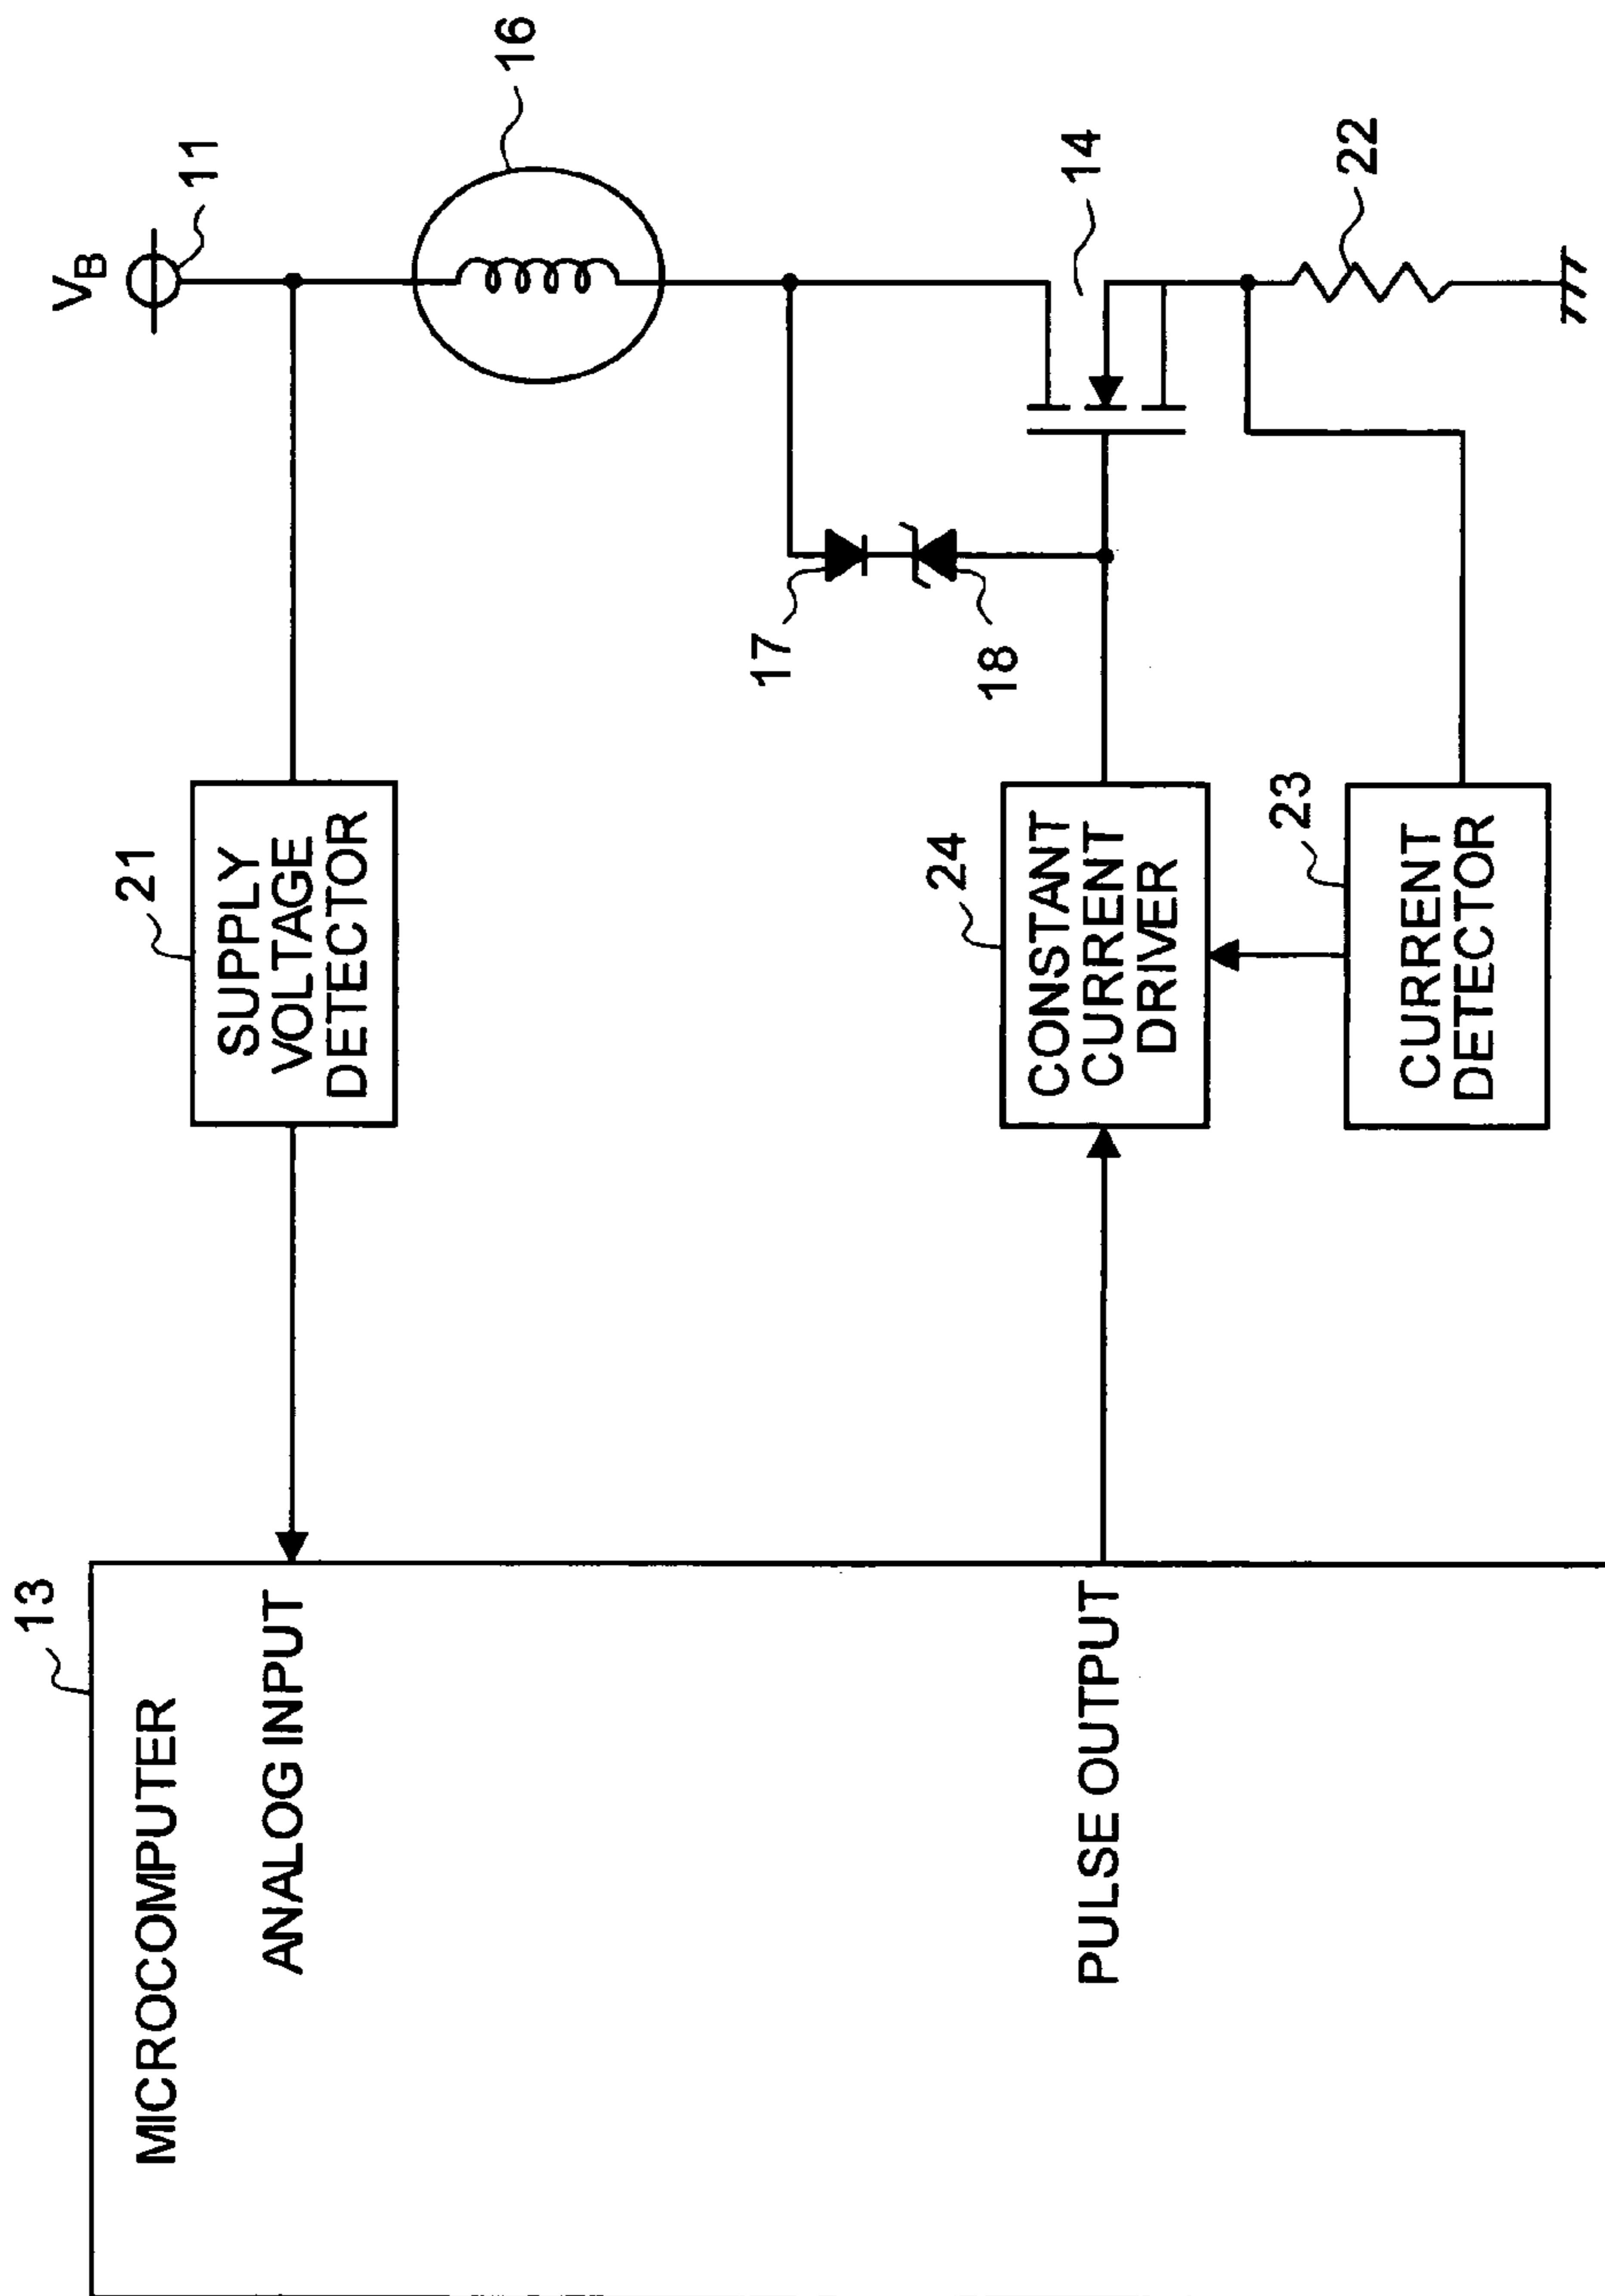 13
MICROCOMPUTER
ANALOG INPUT
PULSE OUTPUT
21
SUPPLY
VOLTAGE
DETECTOR
24
CONSTANT
CURRENT
DRIVER
23
CURRENT
DETECTOR
17
18
VB
11
16
14
22